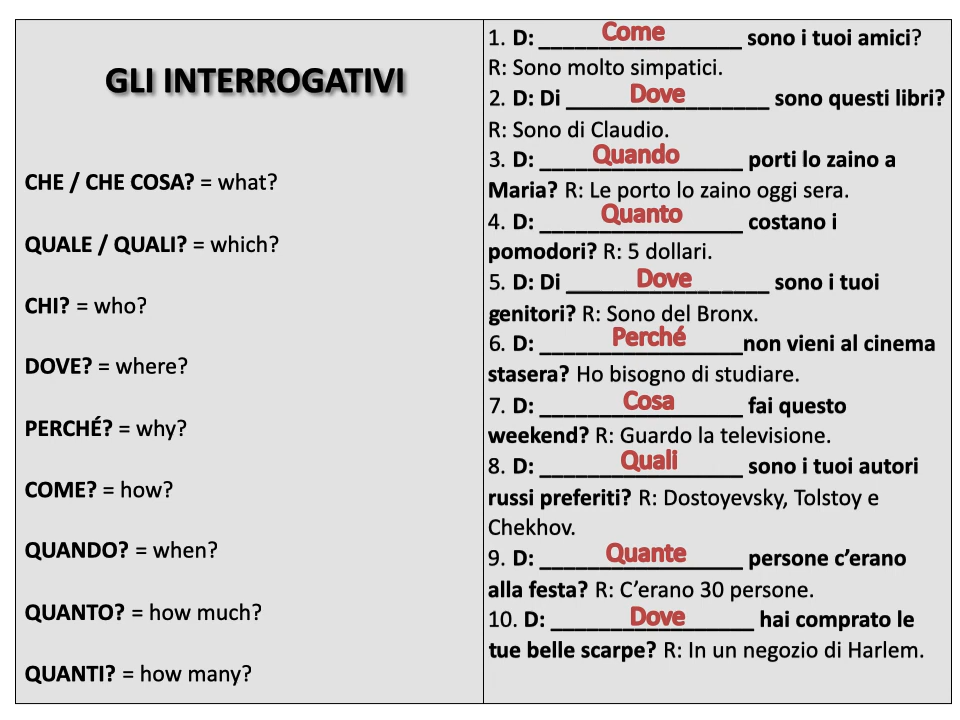 GLI INTERROGATIVI
CHE / CHE COSA? = what?
QUALE / QUALI? = which?
CHI? = who?
DOVE? = where?
PERCHÉ? = why?
COME? = how?
QUANDO? = when?
QUANTO? = how much?
QUANTI? = how many?
1. D: Come sono i tuoi amici?
R: Sono molto simpatici.
2. D: Di Dove sono questi libri?
R: Sono di Claudio.
3. D: Quando porti lo zaino a
Maria? R: Le porto lo zaino oggi sera.
4. D: Quanto costano i
pomodori? R: 5 dollari.
5. D: Di Dove sono i tuoi
genitori? R: Sono del Bronx.
6. D: Perché non vieni al cinema
stasera? Ho bisogno di studiare.
7. D: Cosa fai questo
weekend? R: Guardo la televisione.
8. D: Quali sono i tuoi autori
russi preferiti? R: Dostoyevsky, Tolstoy e
Chekhov.
9. D: Quante persone c’erano
alla festa? R: C’erano 30 persone.
10. D: Dove hai comprato le
tue belle scarpe? R: In un negozio di Harlem.